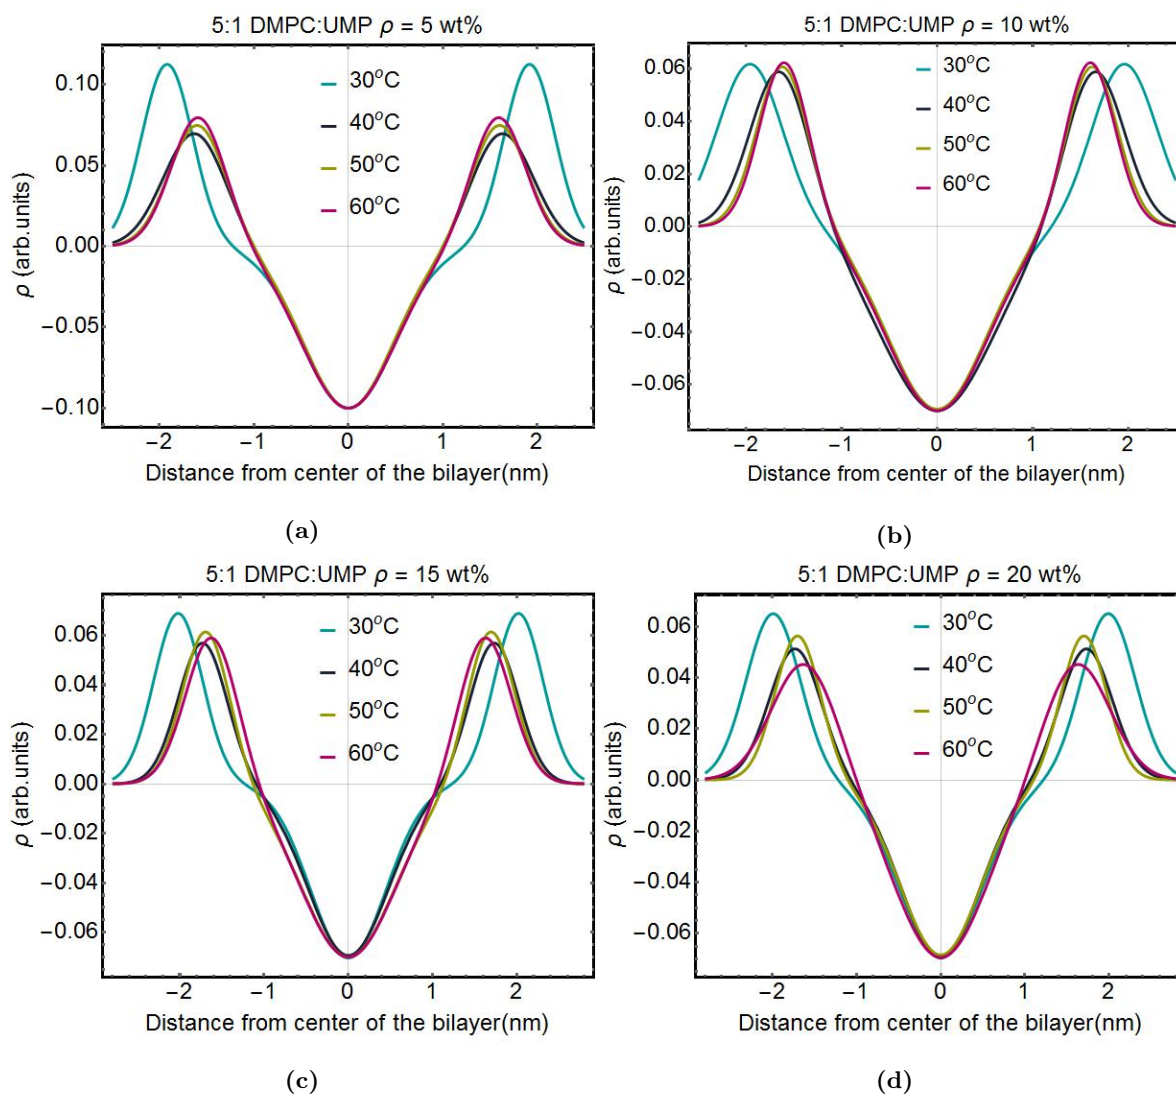 5:1 DMPC:UMP ρ = 5 wt%
0.10
0.05
0.00
−0.05
−0.10
ρ (arb.units)
30°C
40°C
50°C
60°C
−2 −1 0 1 2
Distance from center of the bilayer(nm)
(a)
5:1 DMPC:UMP ρ = 10 wt%
0.06
0.04
0.02
0.00
−0.02
−0.04
−0.06
ρ (arb.units)
30°C
40°C
50°C
60°C
−2 −1 0 1 2
Distance from center of the bilayer(nm)
(b)
5:1 DMPC:UMP ρ = 15 wt%
0.06
0.04
0.02
0.00
−0.02
−0.04
−0.06
ρ (arb.units)
30°C
40°C
50°C
60°C
−2 −1 0 1 2
Distance from center of the bilayer(nm)
(c)
5:1 DMPC:UMP ρ = 20 wt%
0.06
0.04
0.02
0.00
−0.02
−0.04
−0.06
ρ (arb.units)
30°C
40°C
50°C
60°C
−2 −1 0 1 2
Distance from center of the bilayer(nm)
(d)